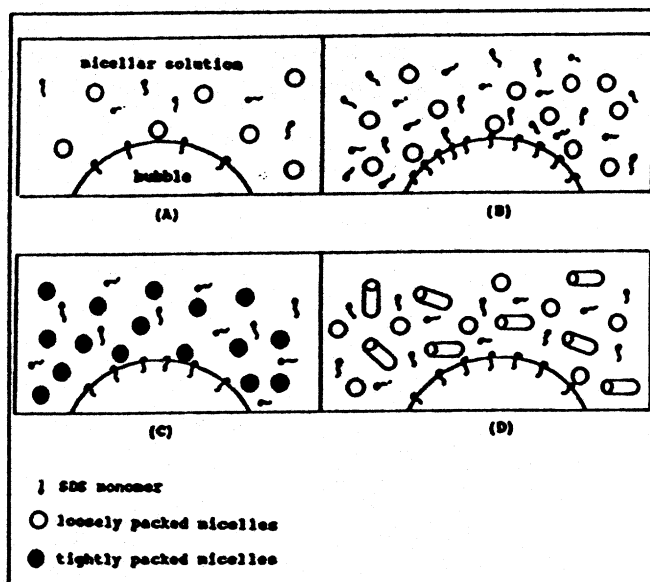 micellar solution
bubble
(A)
(B)
(C)
(D)
SDS monomer
loosely packed micelles
tightly packed micelles